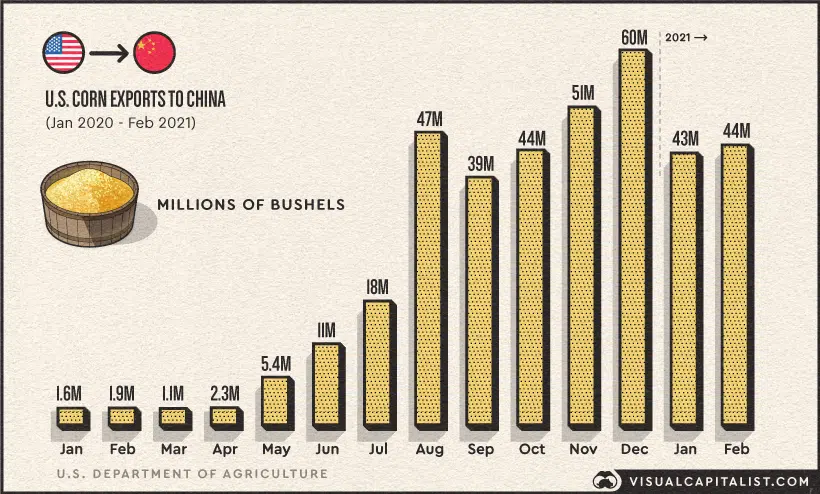 U.S. CORN EXPORTS TO CHINA
(Jan 2020 - Feb 2021)
MILLIONS OF BUSHELS
2021 →
1.6M 1.9M 1.1M 2.3M 5.4M 11M 18M 47M 39M 44M 51M 60M 43M 44M
Jan Feb Mar Apr May Jun Jul Aug Sep Oct Nov Dec Jan Feb
U.S. DEPARTMENT OF AGRICULTURE
VISUALCAPITALIST.COM